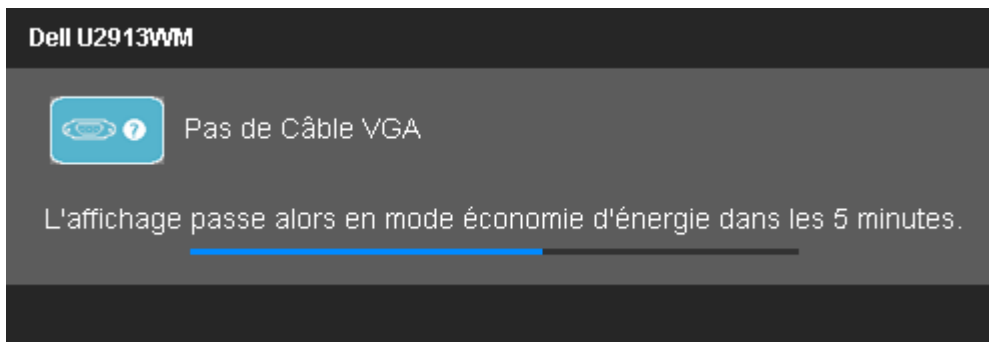 Dell U2913WM
Pas de Câble VGA
L'affichage passe alors en mode économie d'énergie dans les 5 minutes.